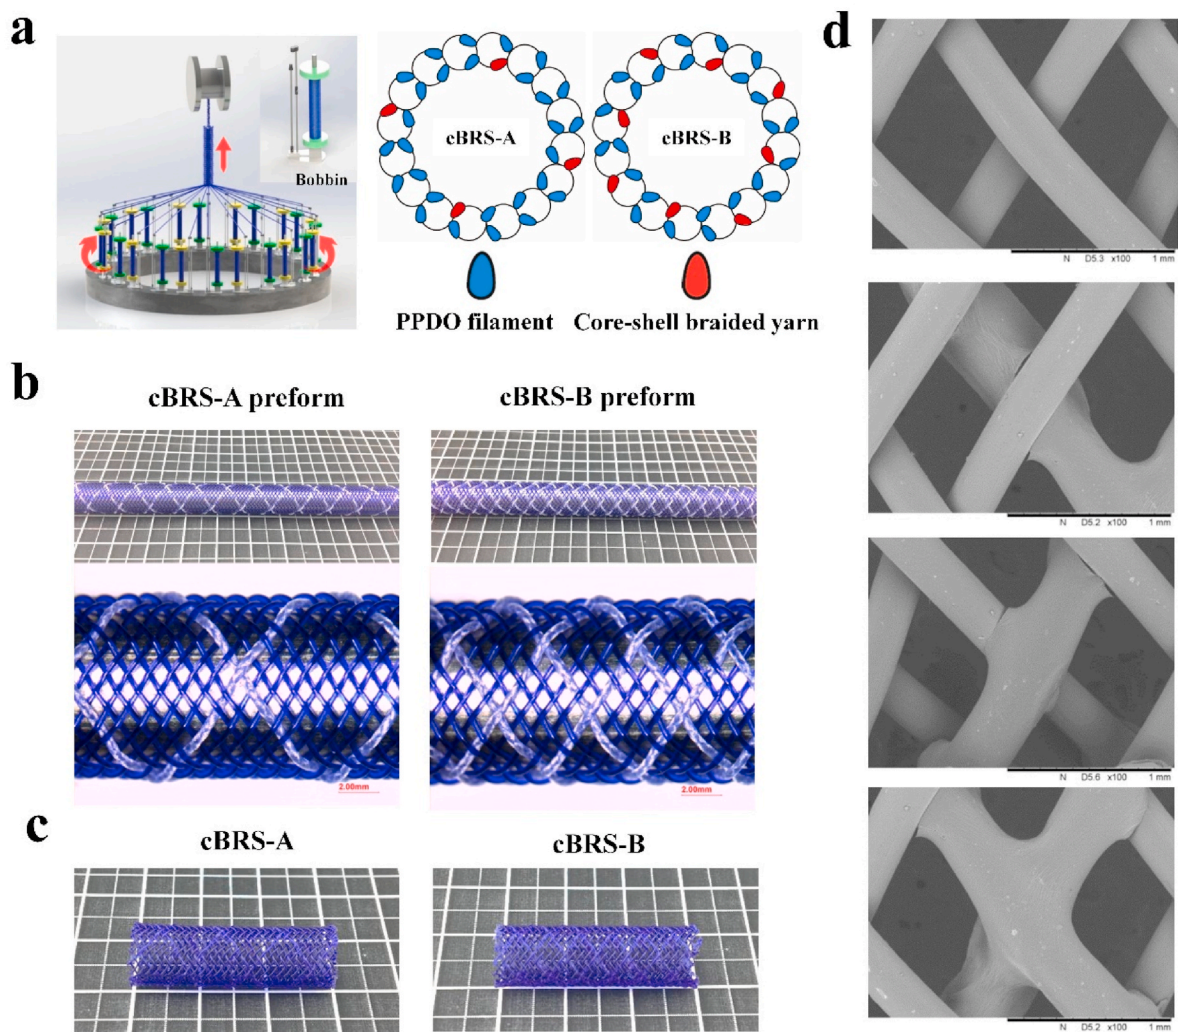 a
Bobbin
cBRS-A
cBRS-B
PPDO filament
Core-shell braided yarn
b
cBRS-A preform
cBRS-B preform
2.00mm
2.00mm
c
cBRS-A
cBRS-B
d
N D5.3 x100 1 mm
N D5.2 x100 1 mm
N D5.6 x100 1 mm
N D5.2 x100 1 mm